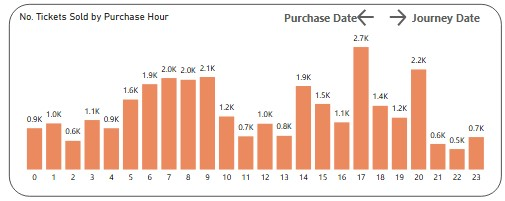 No. Tickets Sold by Purchase Hour
Purchase Date ← → Journey Date
0.9K 1.0K 0.6K 1.1K 0.9K 1.6K 1.9K 2.0K 2.0K 2.1K 1.2K 0.7K 1.0K 0.8K 1.9K 1.5K 1.1K 2.7K 1.4K 1.2K 2.2K 0.6K 0.5K 0.7K
0 1 2 3 4 5 6 7 8 9 10 11 12 13 14 15 16 17 18 19 20 21 22 23